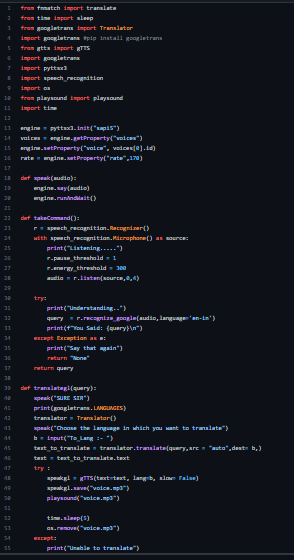 1 from fnmatch import translate
2 from time import sleep
3 from googletrans import Translator
4 import googletrans #pip install googletrans
5 from gtts import gTTS
6 import googletrans
7 import pyttsx3
8 import speech_recognition
9 import os
10 from playsound import playsound
11 import time
12
13 engine = pyttsx3.init("sapi5")
14 voices = engine.getProperty("voices")
15 engine.setProperty("voice", voices[0].id)
16 rate = engine.setProperty("rate",170)
17
18 def speak(audio):
19 engine.say(audio)
20 engine.runAndWait()
21
22 def takeCommand():
23 r = speech_recognition.Recognizer()
24 with speech_recognition.Microphone() as source:
25 print("Listening.....")
26 r.pause_threshold = 1
27 r.energy_threshold = 300
28 audio = r.listen(source,0,4)
29
30 try:
31 print("Understanding..")
32 query = r.recognize_google(audio,language='en-in')
33 print(f"You Said: {query}\n")
34 except Exception as e:
35 print("Say that again")
36 return "None"
37 return query
38
39 def translategl(query):
40 speak("SURE SIR")
41 print(googletrans.LANGUAGES)
42 translator = Translator()
43 speak("Choose the language in which you want to translate")
44 b = input("To_Lang :- ")
45 text_to_translate = translator.translate(query,src = "auto",dest= b,)
46 text = text_to_translate.text
47 try :
48 speakgl = gTTS(text=text, lang=b, slow= False)
49 speakgl.save("voice.mp3")
50 playsound("voice.mp3")
51
52 time.sleep(5)
53 os.remove("voice.mp3")
54 except:
55 print("Unable to translate")